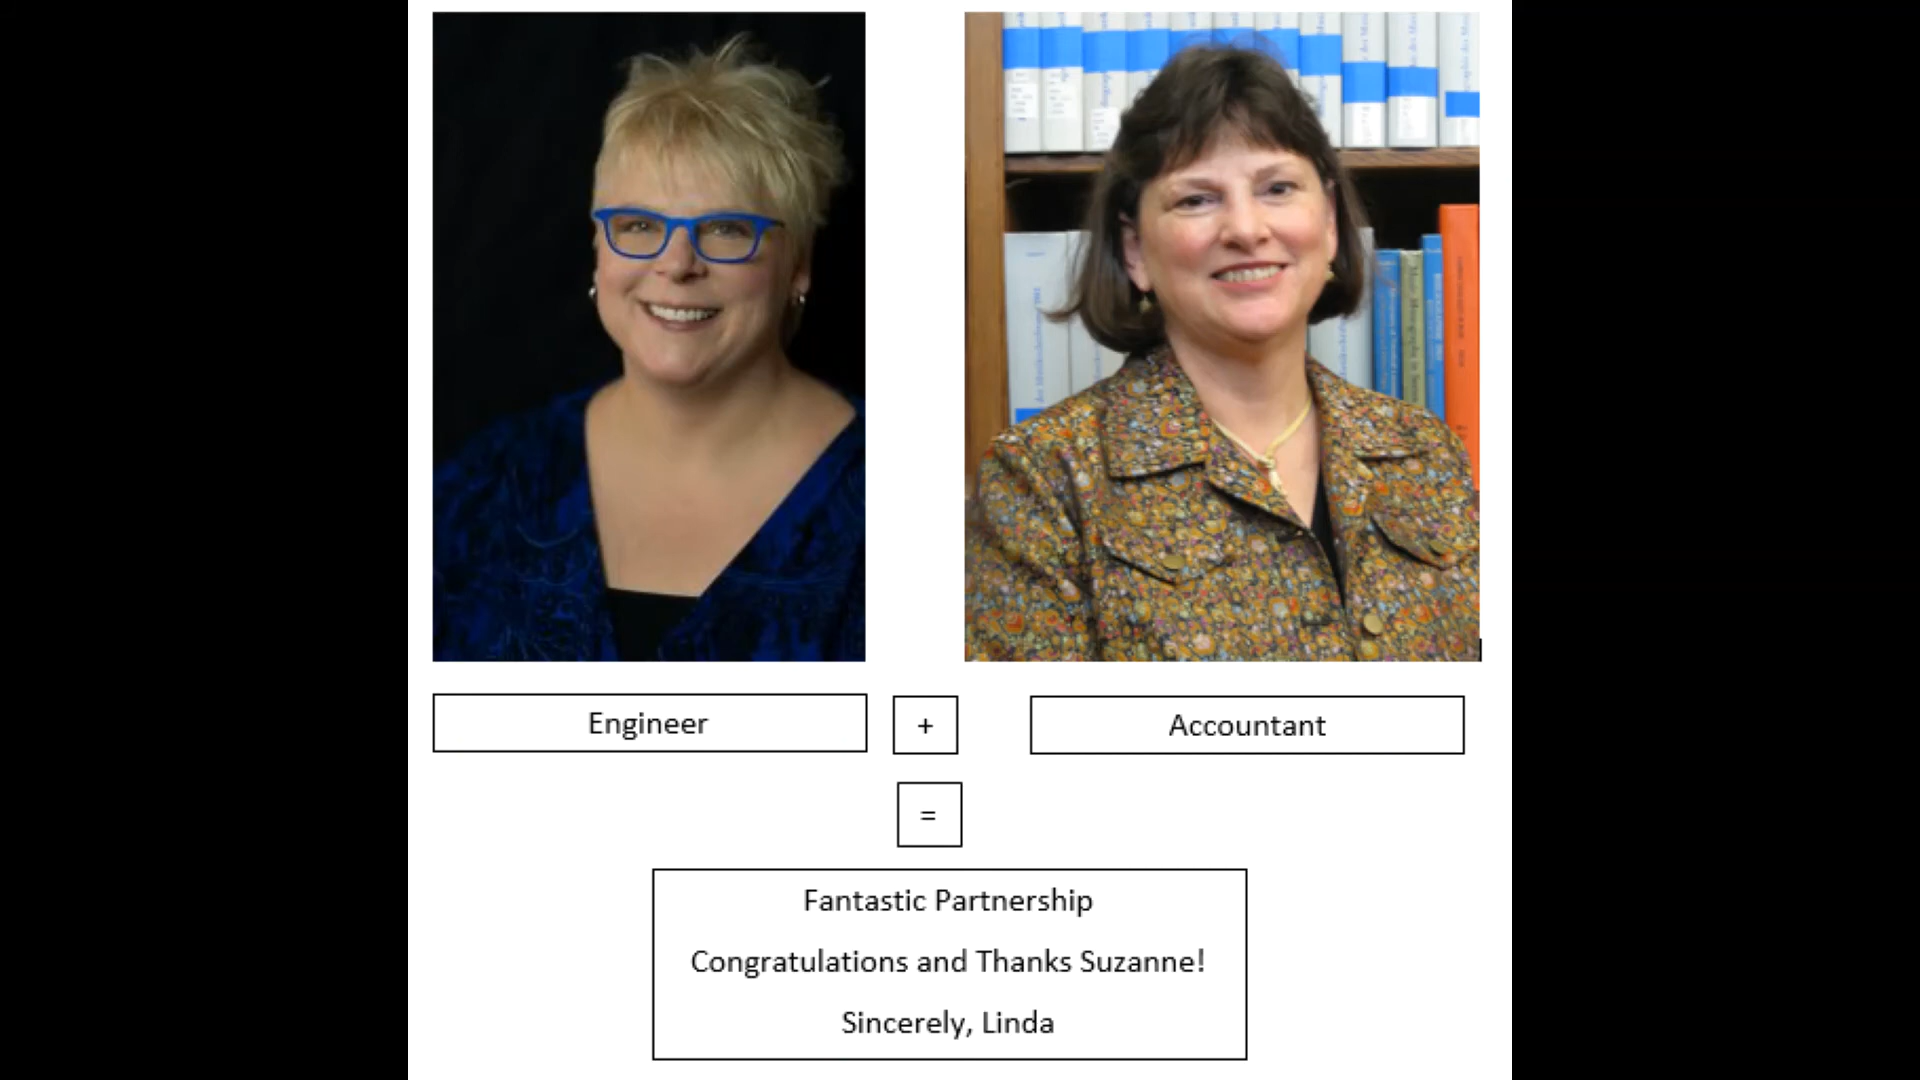 Engineer
+
Accountant
=
Fantastic Partnership
Congratulations and Thanks Suzanne!
Sincerely, Linda